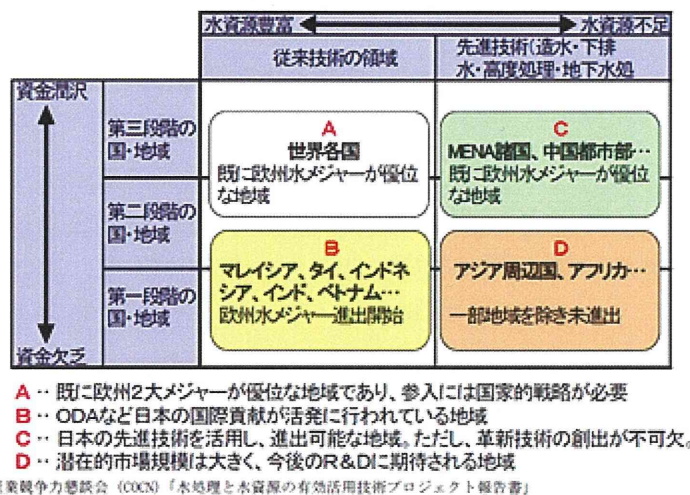 水資源豊富 水資源不足
従来技術の領域
先進技術(造水・下排
水・高度処理・地下水処
資金潤沢
第三段階の
国・地域
第二段階の
国・地域
第一段階の
国・地域
資金欠乏
A
世界各国
既に欧州水メジャーが優位
な地域
C
MENA諸国、中国都市部…
既に欧州水メジャーが優位
な地域
B
マレイシア、タイ、インドネ
シア、インド、ベトナム…
欧州水メジャー進出開始
D
アジア周辺国、アフリカ…
一部地域を除き未進出
A ‥ 既に欧州2大メジャーが優位な地域であり、参入には国家的戦略が必要
B ‥ ODAなど日本の国際貢献が活発に行われている地域
C ‥ 日本の先進技術を活用し、進出可能な地域。ただし、革新技術の創出が不可欠。
D ‥ 潜在的市場規模は大きく、今後のR&Dに期待される地域
業競争力懇談会（COCN）「水処理と水資源の有効活用技術プロジェクト報告書」